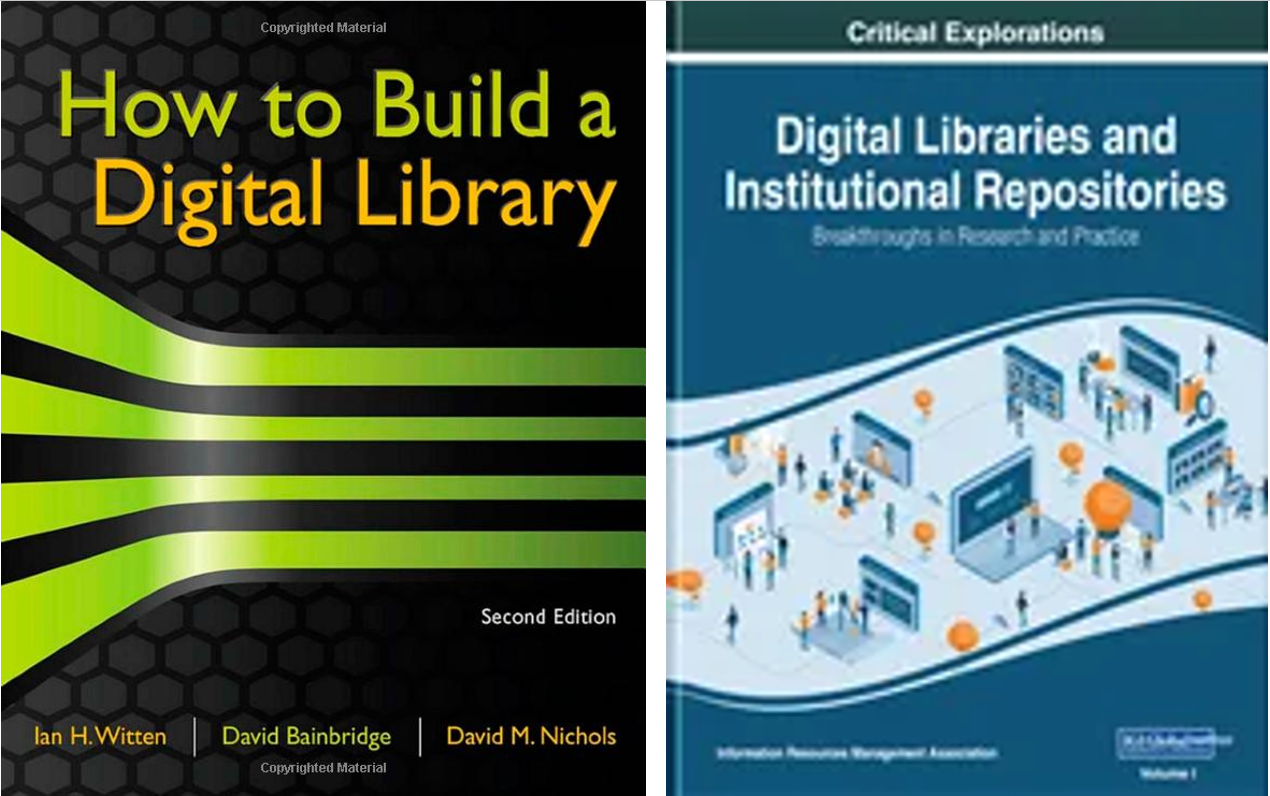 Copyrighted Material
How to Build a
Digital Library
Second Edition
Ian H. Witten
David Bainbridge
David M. Nichols
Copyrighted Material
Critical Explorations
Digital Libraries and
Institutional Repositories
Breakthroughs in Research and Practice
Information Resources Management Association
Volume I